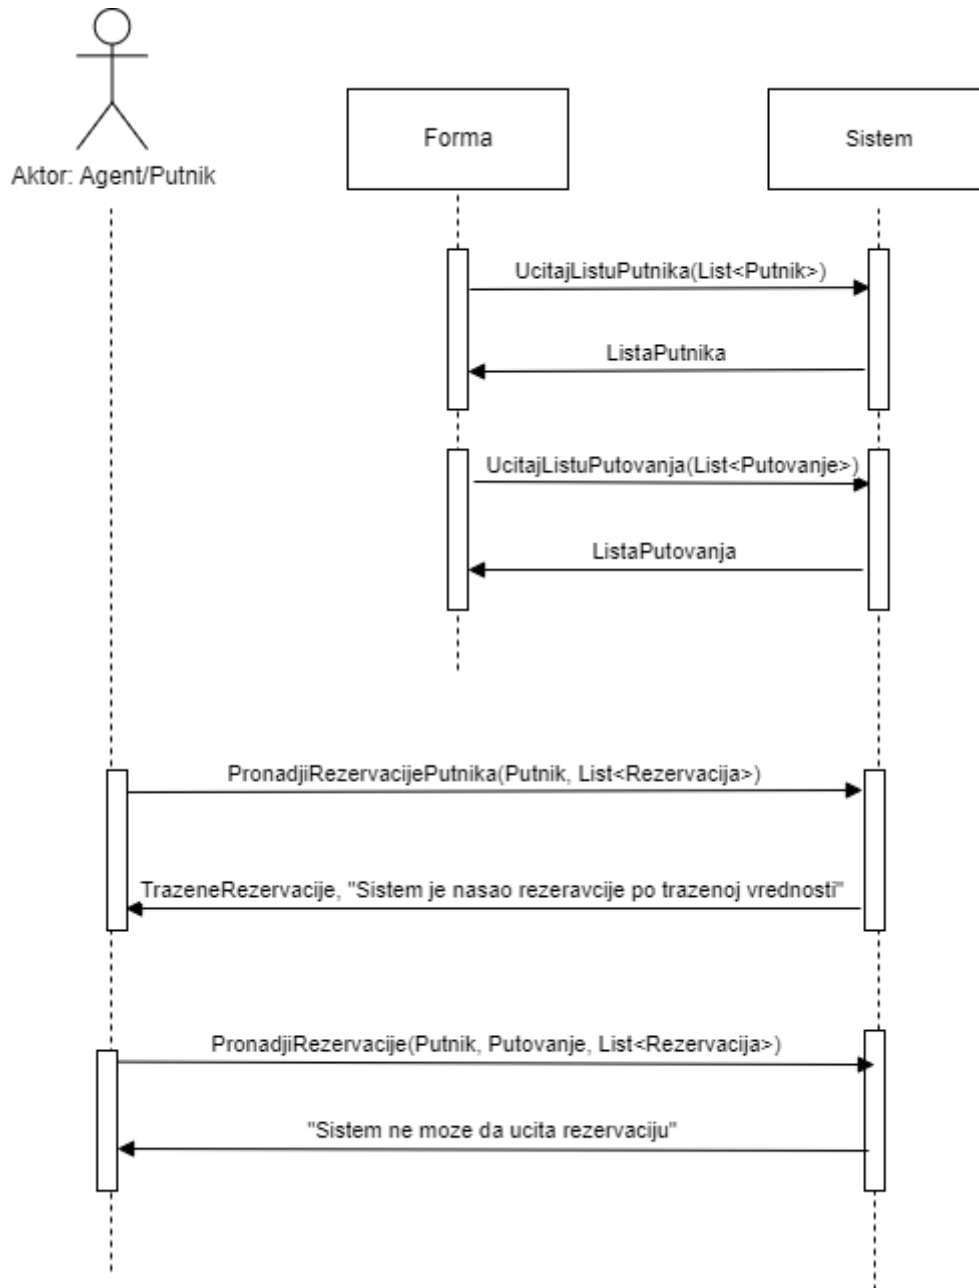 Aktor: Agent/Putnik
Forma
Sistem
UcitajListuPutnika(List<Putnik>)
ListaPutnika
UcitajListuPutovanja(List<Putovanje>)
ListaPutovanja
PronadjiRezervacijePutnika(Putnik, List<Rezervacija>)
TrazeneRezervacije, "Sistem je nasao rezeravcije po trazenoj vrednosti"
PronadjiRezervacije(Putnik, Putovanje, List<Rezervacija>)
"Sistem ne moze da ucita rezervaciju"